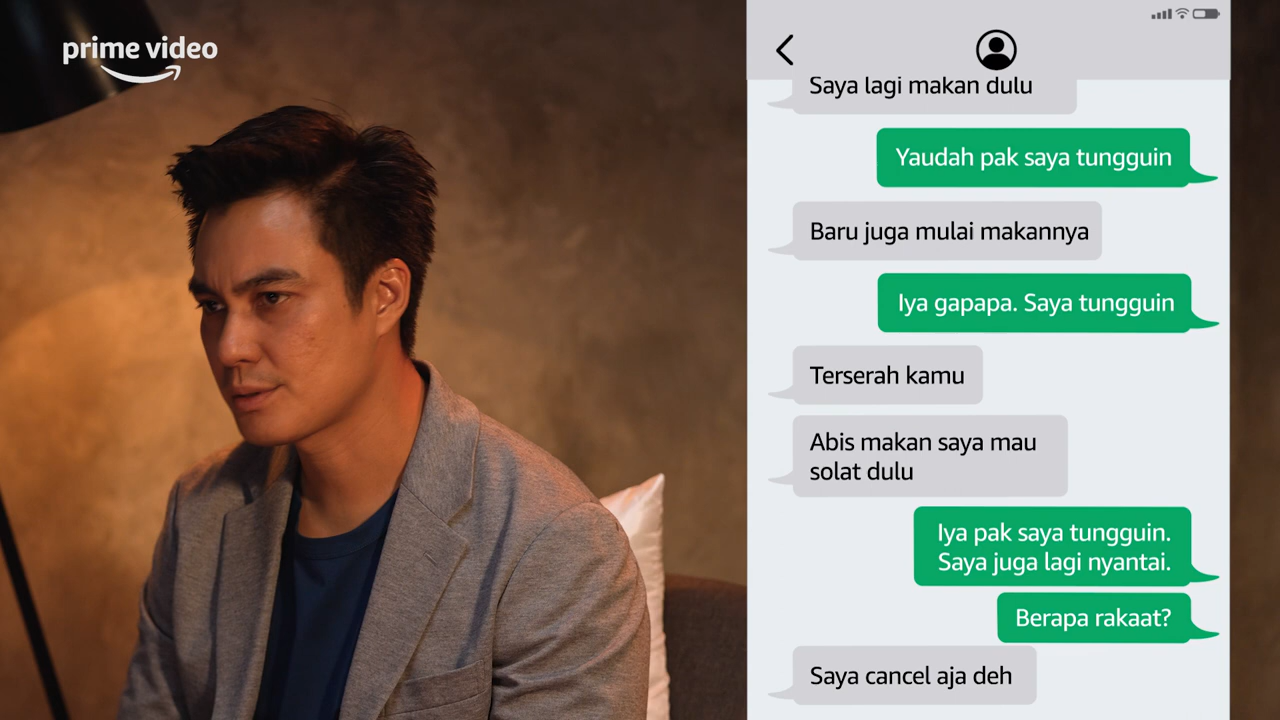 prime video
Saya lagi makan dulu
Yaudah pak saya tungguin
Baru juga mulai makannya
Iya gapapa. Saya tungguin
Terserah kamu
Abis makan saya mau
solat dulu
Iya pak saya tungguin.
Saya juga lagi nyantai.
Berapa rakaat?
Saya cancel aja deh